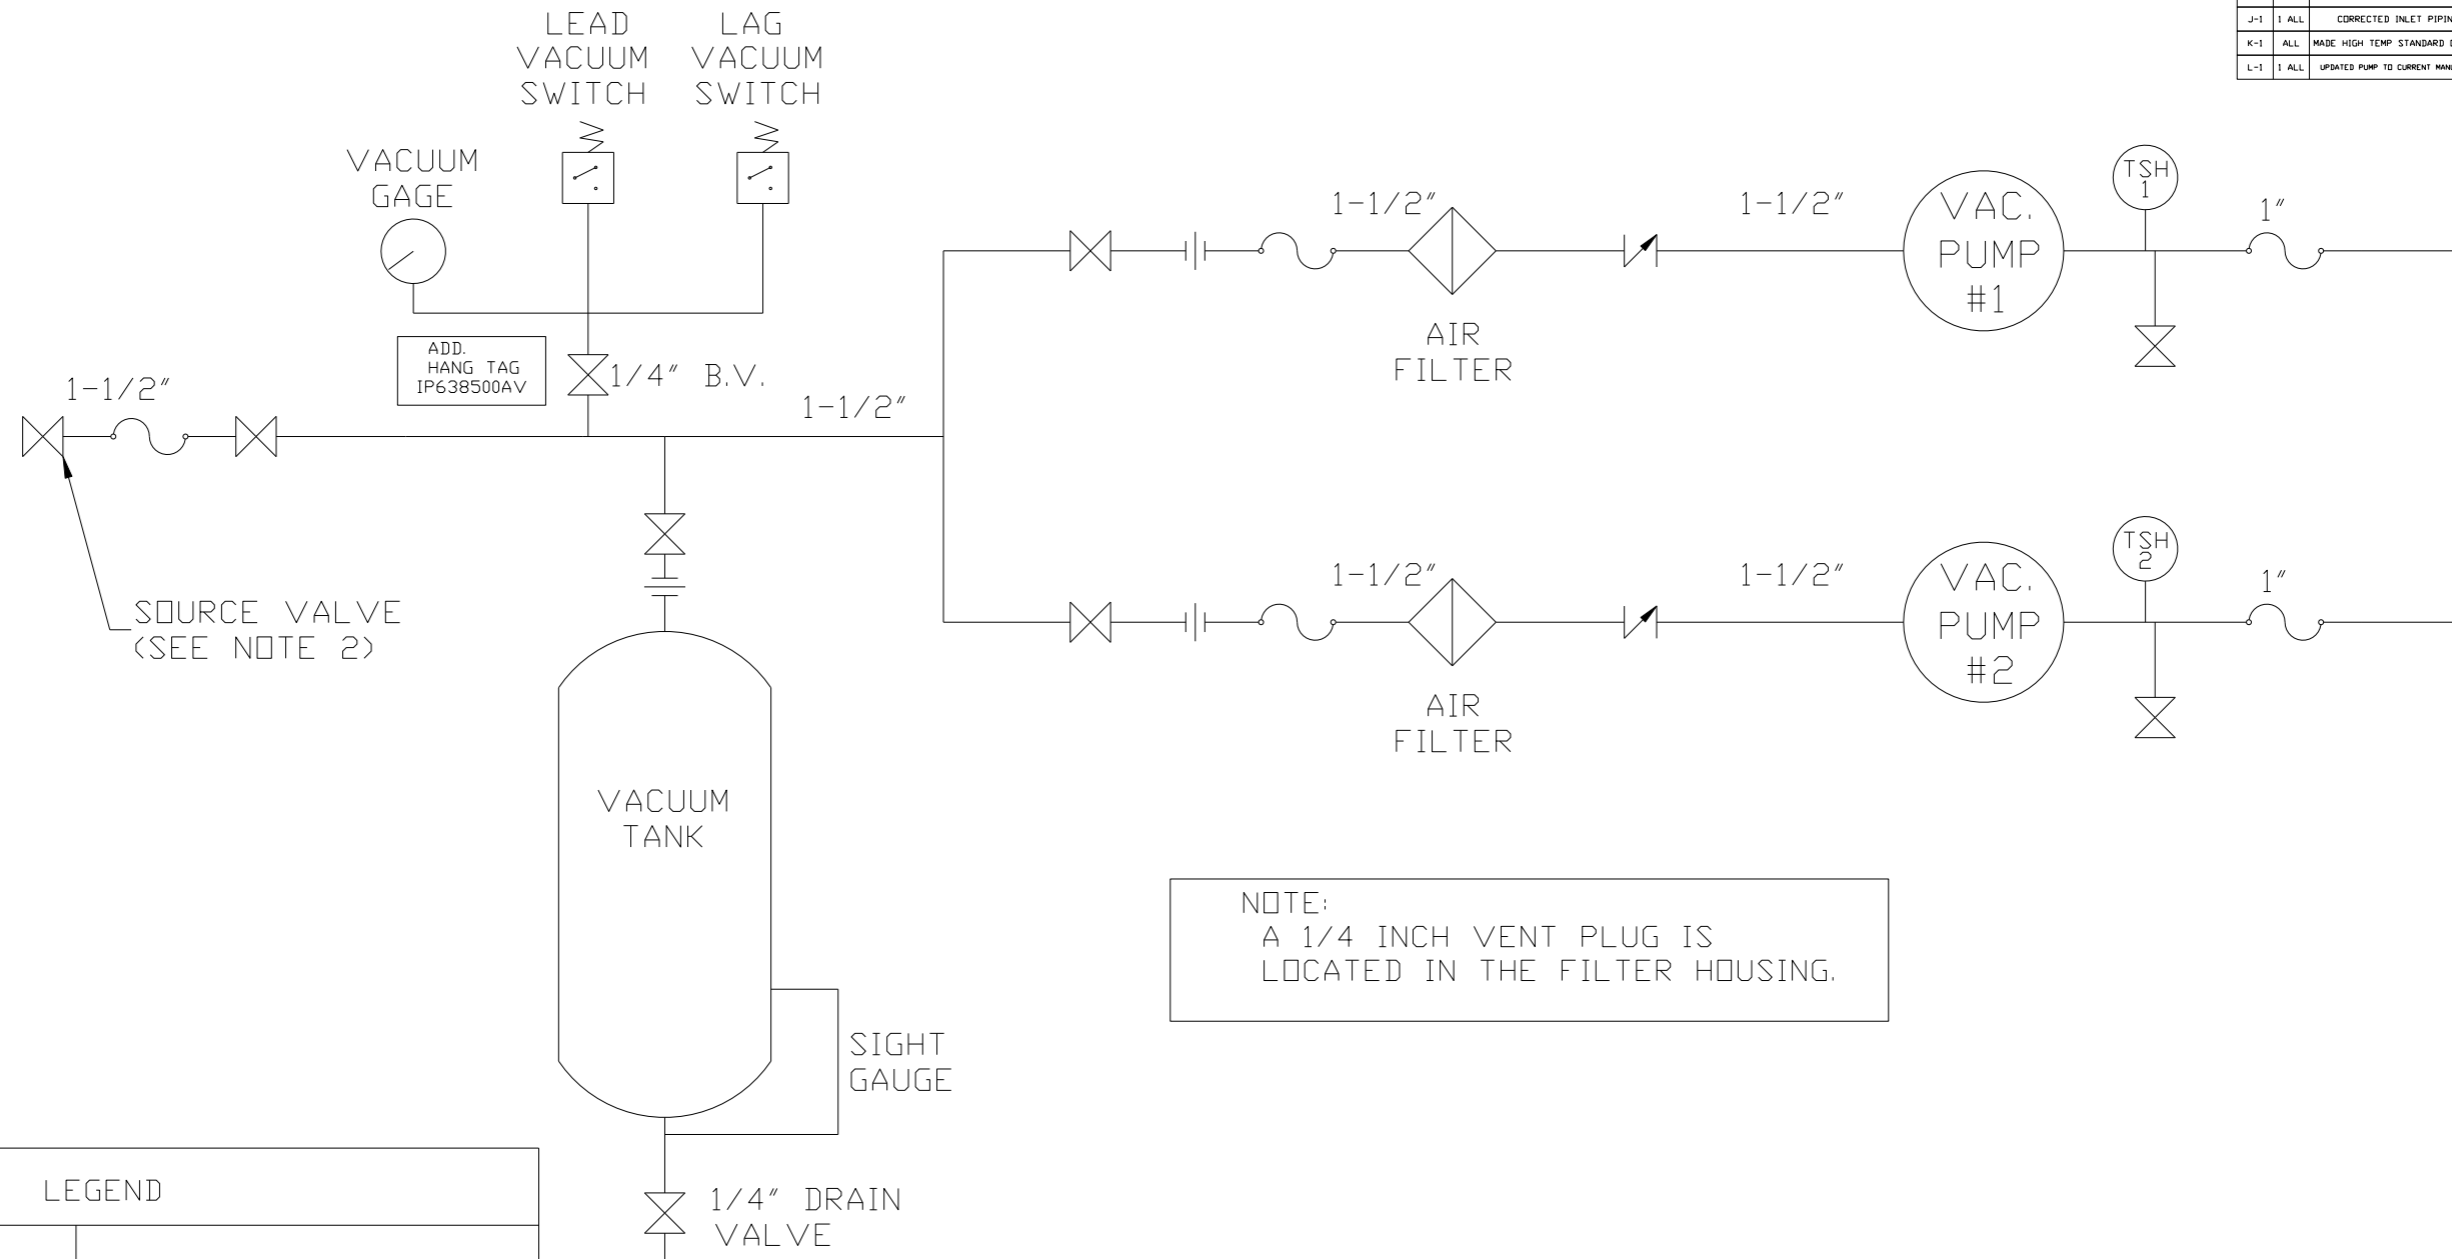 LEAD
VACUUM
SWITCH
LAG
VACUUM
SWITCH
J-1 1 ALL CORRECTED INLET
K-1 ALL MADE HIGH TEMP STANDARD
L-1 1 ALL UPDATED PUMP TO CURRENT
VACUUM
GAGE
1-1/2"
1-1/2"
VAC.
PUMP
#1
TSH
1
1"
AIR
FILTER
ADD.
HANG TAG
IP638500AV
1/4" B.V.
1-1/2"
1-1/2"
SOURCE VALVE
(SEE NOTE 2)
1-1/2"
1-1/2"
VAC.
PUMP
#2
TSH
2
1"
AIR
FILTER
VACUUM
TANK
NOTE:
A 1/4 INCH VENT PLUG IS
LOCATED IN THE FILTER HOUSING.
SIGHT
GAUGE
LEGEND
1/4" DRAIN
VALVE